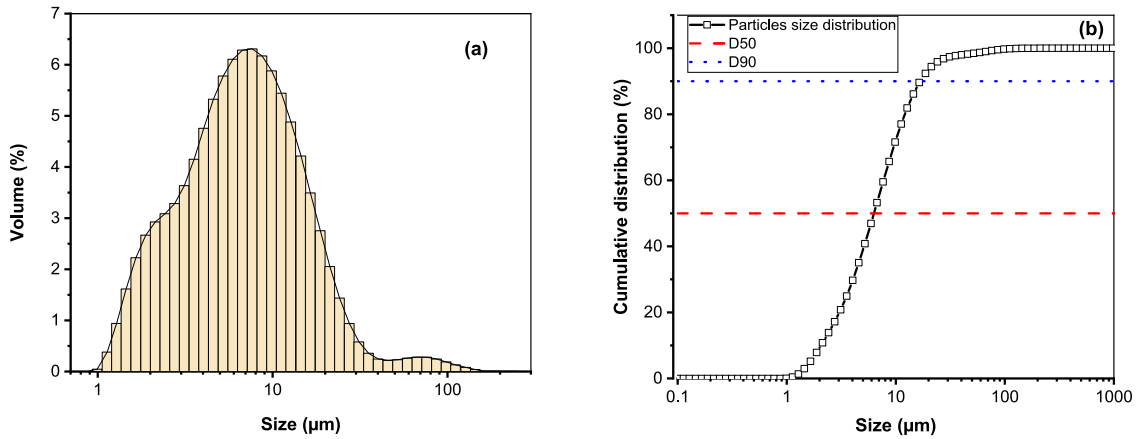 (a)
Volume (%)
7
6
5
4
3
2
1
0
1 10 100
Size (µm)
(b)
Particles size distribution
D50
D90
Cumulative distribution (%)
100
80
60
40
20
0
0.1 1 10 100 1000
Size (µm)